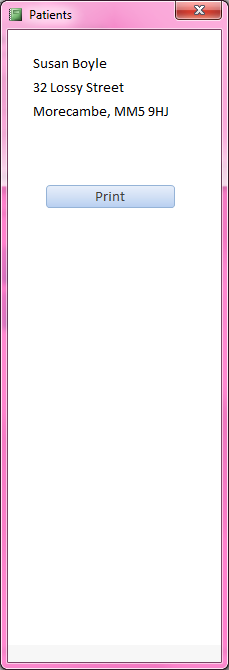 Patients
Susan Boyle
32 Lossy Street
Morecambe, MM5 9HJ
Print